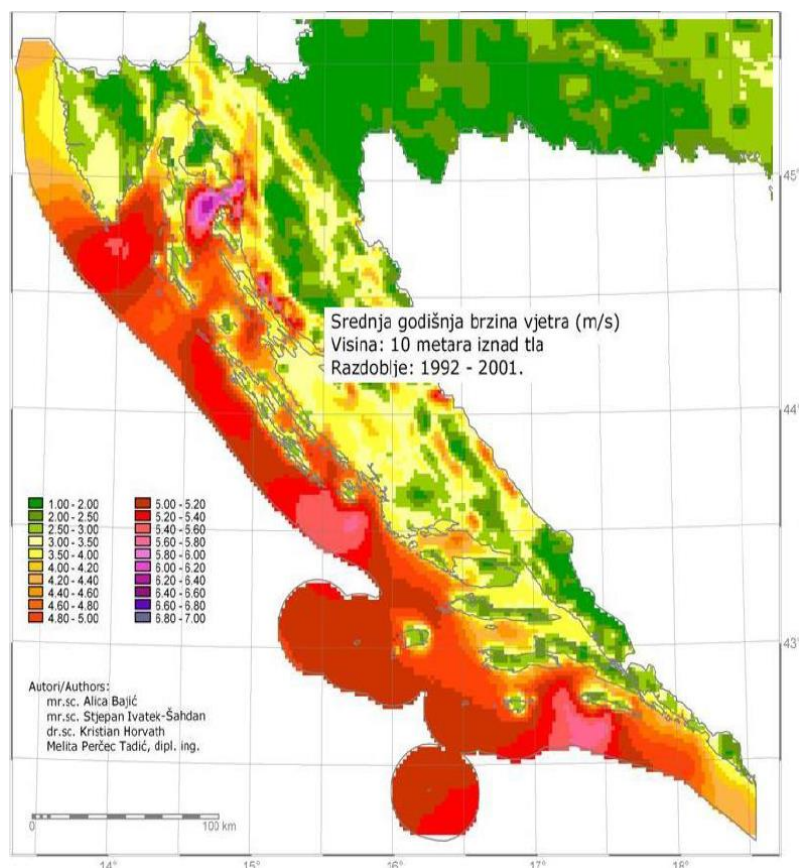 45°
Srednja godišnja brzina vjetra (m/s)
Visina: 10 metara iznad tla
Razdoblje: 1992 - 2001.
44°
1.00 - 2.00
2.00 - 2.50
2.50 - 3.00
3.00 - 3.50
3.50 - 4.00
4.00 - 4.20
4.20 - 4.40
4.40 - 4.60
4.60 - 4.80
4.80 - 5.00
5.00 - 5.20
5.20 - 5.40
5.40 - 5.60
5.60 - 5.80
5.80 - 6.00
6.00 - 6.20
6.20 - 6.40
6.40 - 6.60
6.60 - 6.80
6.80 - 7.00
43°
Autori/Authors:
mr.sc. Alica Bajić
mr.sc. Stjepan Ivatek-Šahdan
dr.sc. Kristian Horvath
Melita Perčec Tadić, dipl. ing.
0 100 km
14° 15° 16° 17° 18°